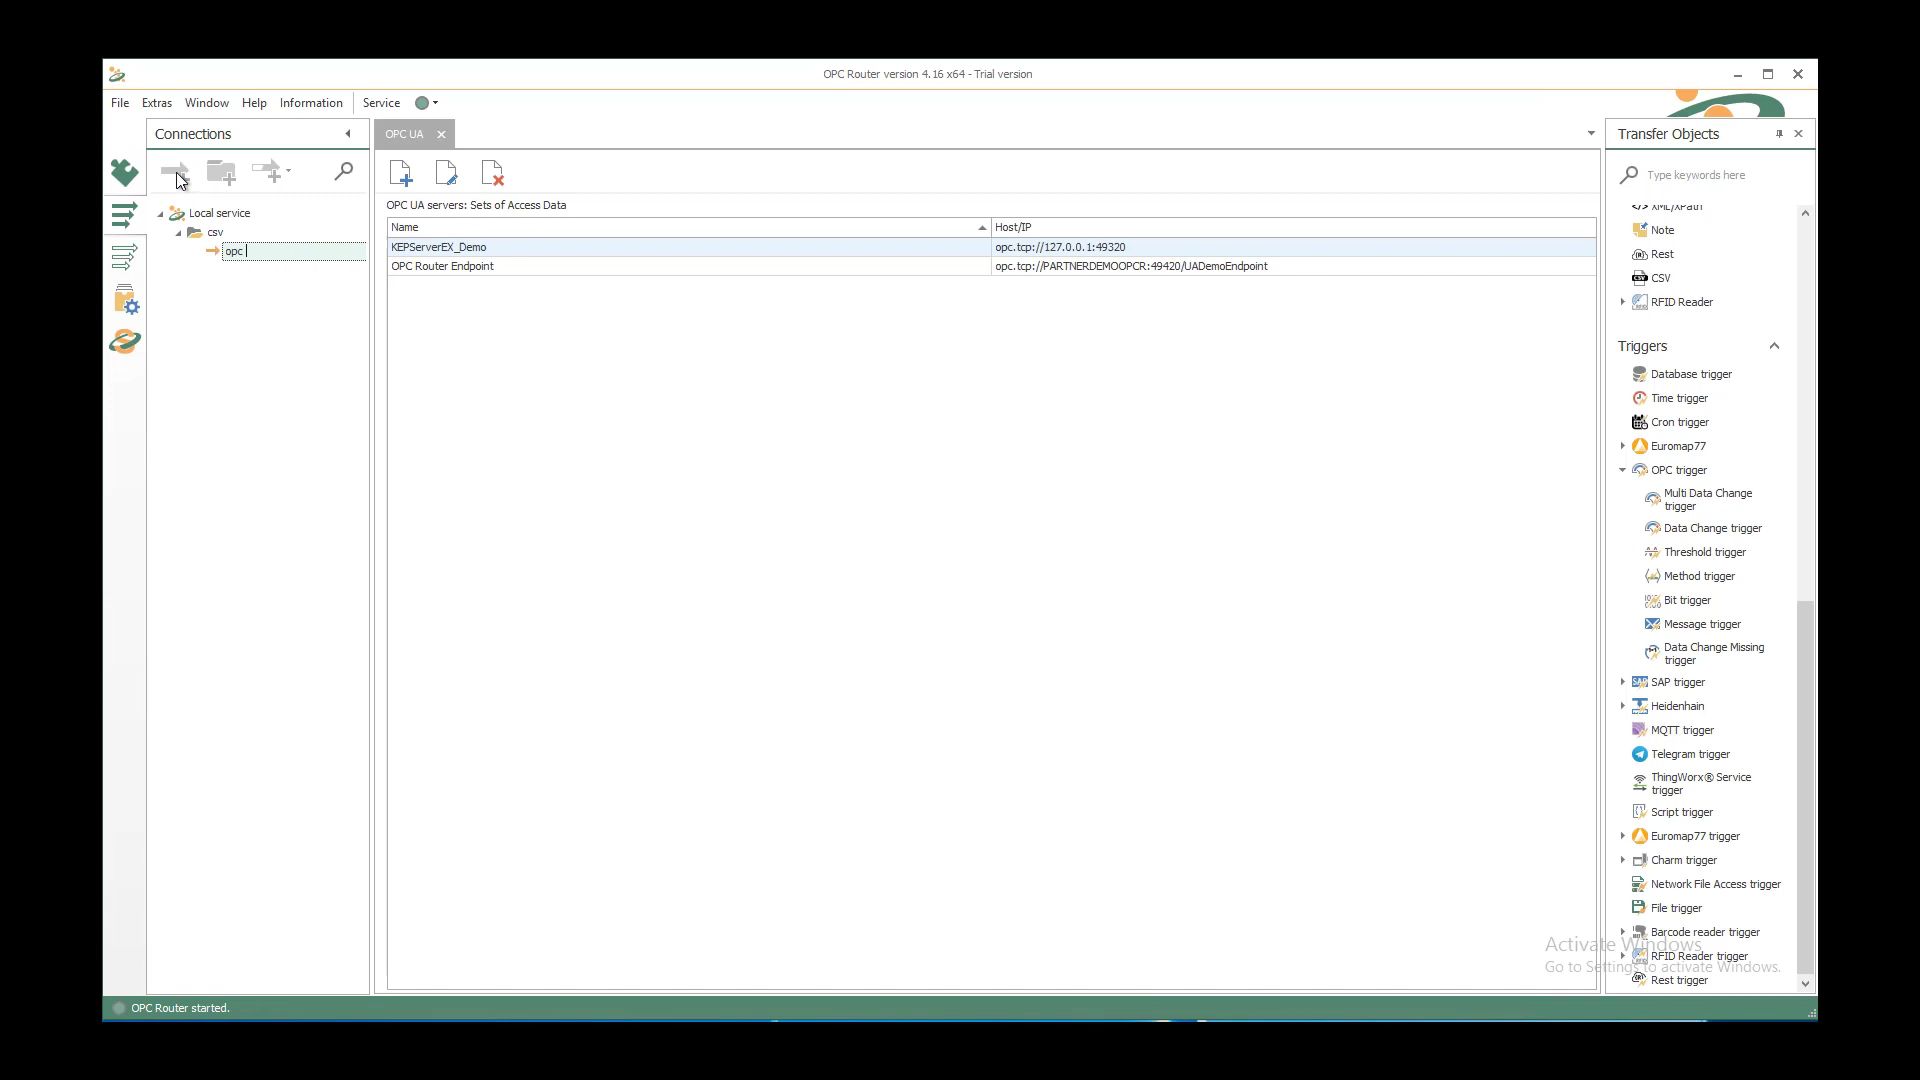 OPC Router version 4.16 x64 - Trial version
File Extras Window Help Information Service
Connections
OPC UA
Transfer Objects
Type keywords here
Local service
csv
opc
OPC UA servers: Sets of Access Data
Name Host/IP
KEPServerEX_Demo opc.tcp://127.0.0.1:49320
OPC Router Endpoint opc.tcp://PARTNERDEMOOPCR:49420/UADemoEndpoint
XML/XPath
Note
Rest
CSV
RFID Reader
Triggers
Database trigger
Time trigger
Cron trigger
Euromap77
OPC trigger
Multi Data Change
trigger
Data Change trigger
Threshold trigger
Method trigger
Bit trigger
Message trigger
Data Change Missing
trigger
SAP trigger
Heidenhain
MQTT trigger
Telegram trigger
ThingWorx® Service
trigger
Script trigger
Euromap77 trigger
Charm trigger
Network File Access trigger
File trigger
Barcode reader trigger
RFID Reader trigger
Rest trigger
Activate Windows
Go to Settings to activate Windows.
OPC Router started.